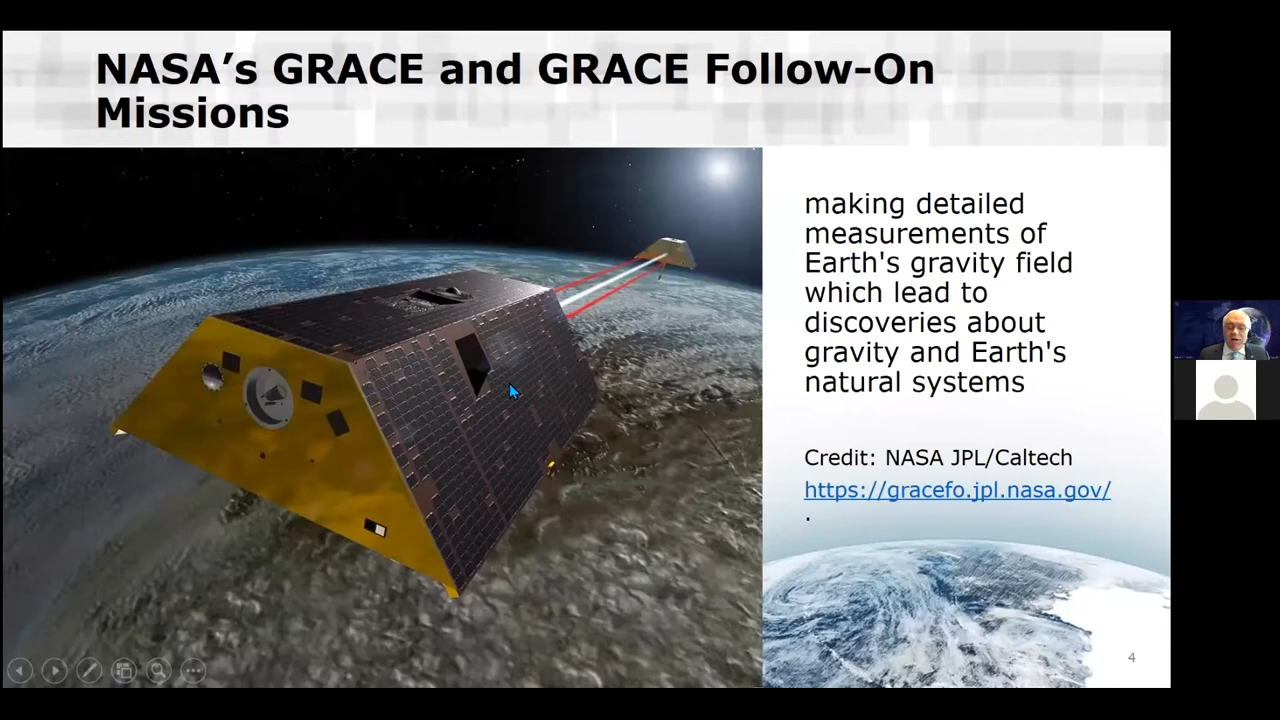 NASA’s GRACE and GRACE Follow-On
Missions
making detailed
measurements of
Earth's gravity field
which lead to
discoveries about
gravity and Earth's
natural systems
Credit: NASA JPL/Caltech
https://gracefo.jpl.nasa.gov/
.
4